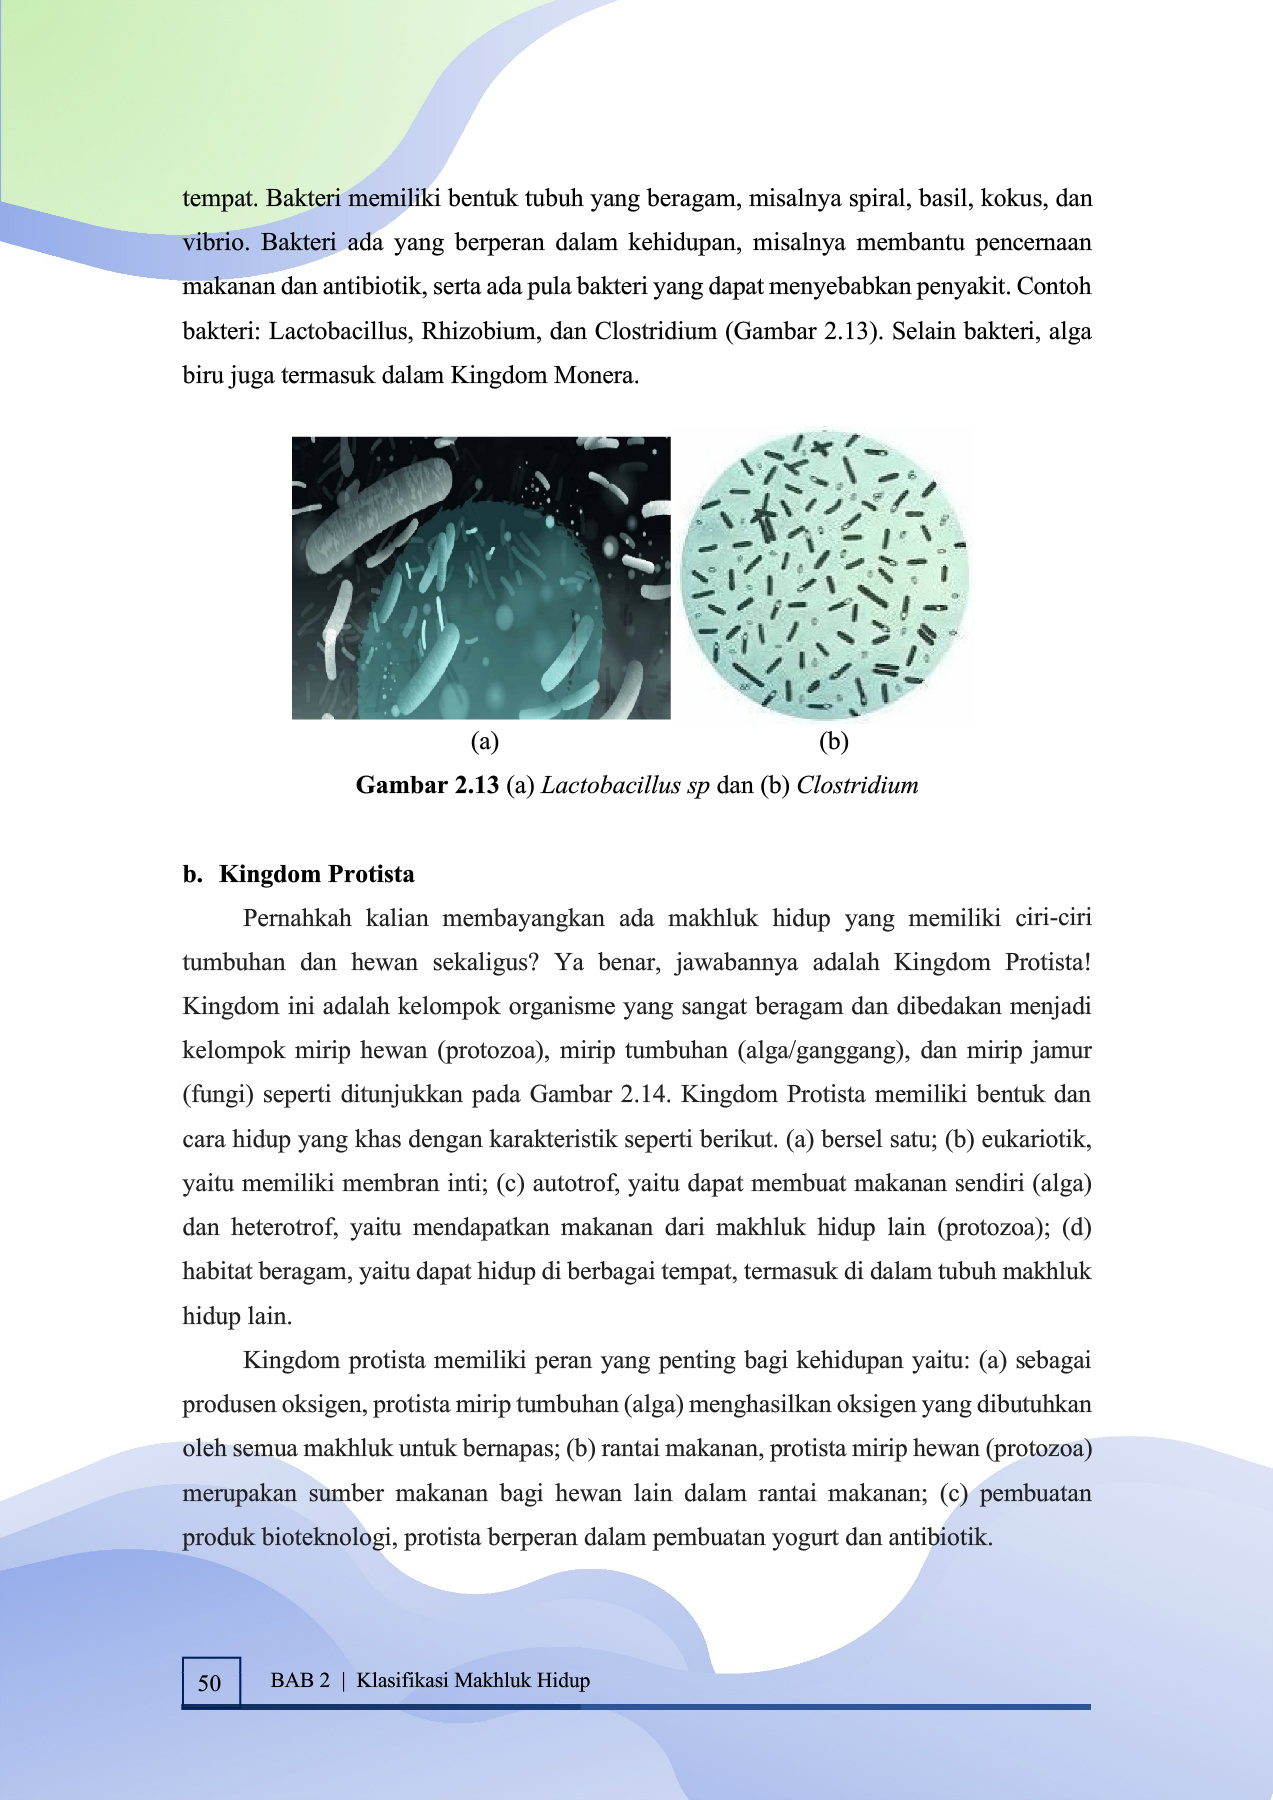 tempat. Bakteri memiliki bentuk tubuh yang beragam, misalnya spiral, basil, kokus, dan
vibrio. Bakteri ada yang berperan dalam kehidupan, misalnya membantu pencernaan
makanan dan antibiotik, serta ada pula bakteri yang dapat menyebabkan penyakit. Contoh
bakteri: Lactobacillus, Rhizobium, dan Clostridium (Gambar 2.13). Selain bakteri, alga
biru juga termasuk dalam Kingdom Monera.
(a) (b)
Gambar 2.13 (a) Lactobacillus sp dan (b) Clostridium
b. Kingdom Protista
Pernahkah kalian membayangkan ada makhluk hidup yang memiliki ciri-ciri
tumbuhan dan hewan sekaligus? Ya benar, jawabannya adalah Kingdom Protista!
Kingdom ini adalah kelompok organisme yang sangat beragam dan dibedakan menjadi
kelompok mirip hewan (protozoa), mirip tumbuhan (alga/ganggang), dan mirip jamur
(fungi) seperti ditunjukkan pada Gambar 2.14. Kingdom Protista memiliki bentuk dan
cara hidup yang khas dengan karakteristik seperti berikut. (a) bersel satu; (b) eukariotik,
yaitu memiliki membran inti; (c) autotrof, yaitu dapat membuat makanan sendiri (alga)
dan heterotrof, yaitu mendapatkan makanan dari makhluk hidup lain (protozoa); (d)
habitat beragam, yaitu dapat hidup di berbagai tempat, termasuk di dalam tubuh makhluk
hidup lain.
Kingdom protista memiliki peran yang penting bagi kehidupan yaitu: (a) sebagai
produsen oksigen, protista mirip tumbuhan (alga) menghasilkan oksigen yang dibutuhkan
oleh semua makhluk untuk bernapas; (b) rantai makanan, protista mirip hewan (protozoa)
merupakan sumber makanan bagi hewan lain dalam rantai makanan; (c) pembuatan
produk bioteknologi, protista berperan dalam pembuatan yogurt dan antibiotik.
50 BAB 2 | Klasifikasi Makhluk Hidup